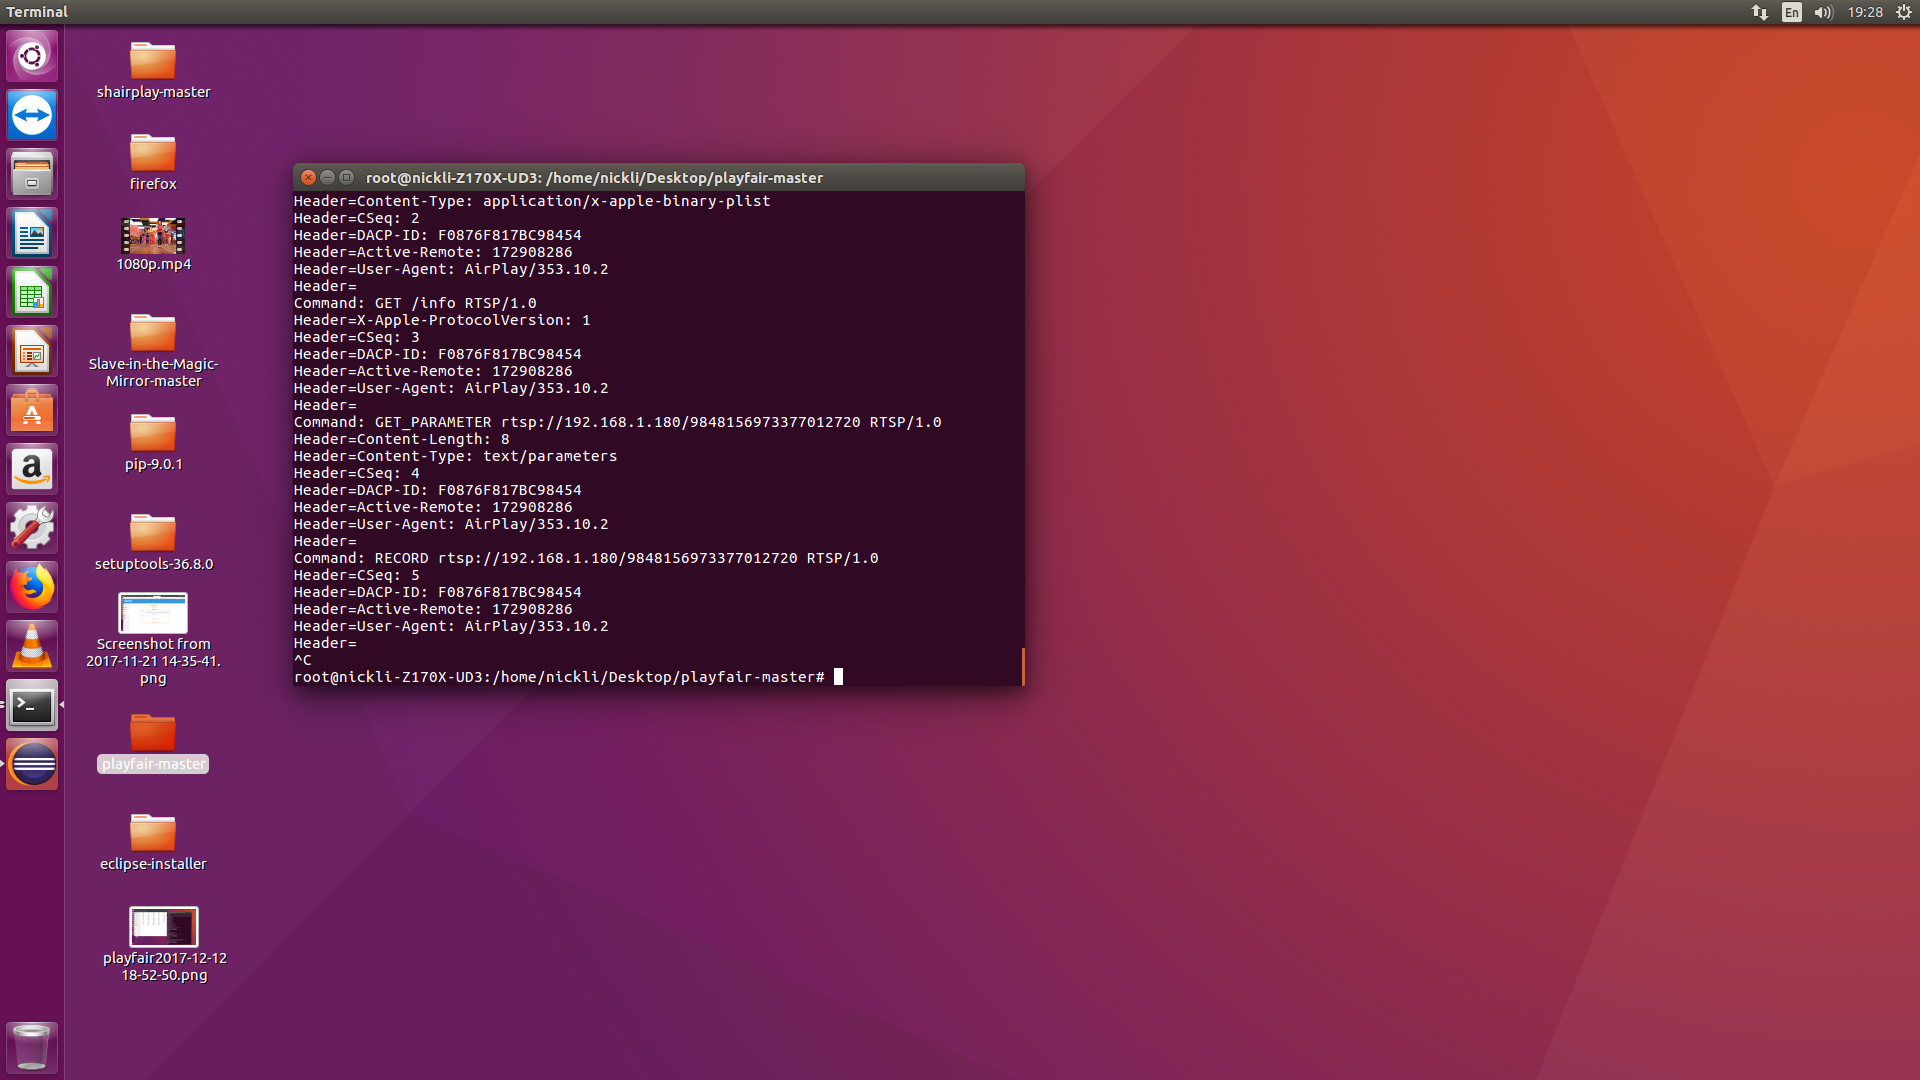 Terminal
En
19:28
shairplay-master
firefox
1080p.mp4
Slave-in-the-Magic-
Mirror-master
pip-9.0.1
setuptools-36.8.0
Screenshot from
2017-11-21 14-35-41.
png
playfair-master
eclipse-installer
playfair2017-12-12
18-52-50.png
root@nickli-Z170X-UD3: /home/nickli/Desktop/playfair-master
Header=Content-Type: application/x-apple-binary-plist
Header=CSeq: 2
Header=DACP-ID: F0876F817BC98454
Header=Active-Remote: 172908286
Header=User-Agent: AirPlay/353.10.2
Header=
Command: GET /info RTSP/1.0
Header=X-Apple-ProtocolVersion: 1
Header=CSeq: 3
Header=DACP-ID: F0876F817BC98454
Header=Active-Remote: 172908286
Header=User-Agent: AirPlay/353.10.2
Header=
Command: GET_PARAMETER rtsp://192.168.1.180/9848156973377012720 RTSP/1.0
Header=Content-Length: 8
Header=Content-Type: text/parameters
Header=CSeq: 4
Header=DACP-ID: F0876F817BC98454
Header=Active-Remote: 172908286
Header=User-Agent: AirPlay/353.10.2
Header=
Command: RECORD rtsp://192.168.1.180/9848156973377012720 RTSP/1.0
Header=CSeq: 5
Header=DACP-ID: F0876F817BC98454
Header=Active-Remote: 172908286
Header=User-Agent: AirPlay/353.10.2
Header=
^C
root@nickli-Z170X-UD3:/home/nickli/Desktop/playfair-master#